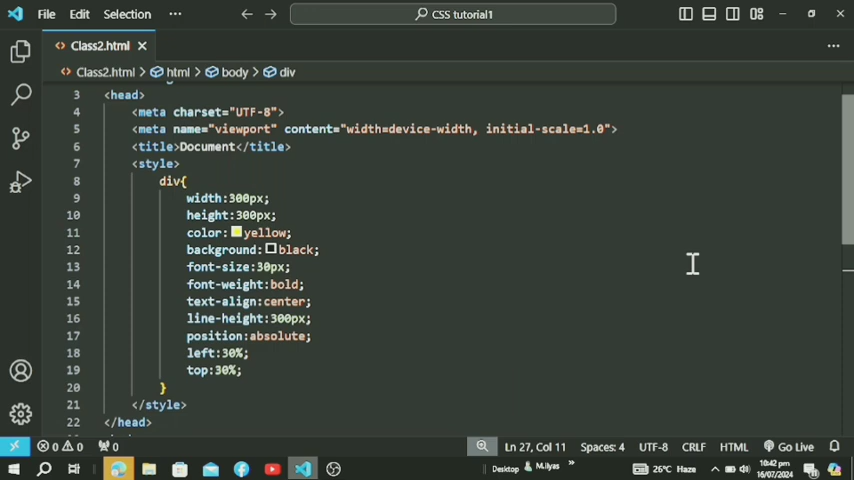 File Edit Selection ... CSS tutorial1
Class2.html
Class2.html html body div
3 <head>
4 <meta charset="UTF-8">
5 <meta name="viewport" content="width=device-width, initial-scale=1.0">
6 <title>Document</title>
7 <style>
8 div{
9 width:300px;
10 height:300px;
11 color:yellow;
12 background:black;
13 font-size:30px;
14 font-weight:bold;
15 text-align:center;
16 line-height:300px;
17 position:absolute;
18 left:30%;
19 top:30%;
20 }
21 </style>
22 </head>
0 0 0 Ln 27, Col 11 Spaces: 4 UTF-8 CRLF HTML Go Live
Desktop M.Ilyas 26°C Haze 10:42 pm
16/07/2024